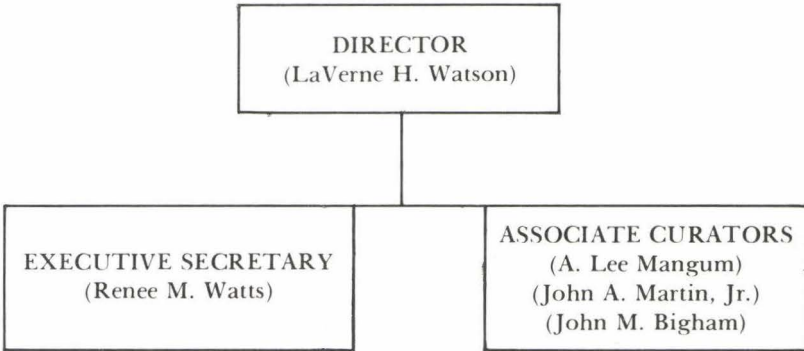 DIRECTOR
(LaVerne H. Watson)
EXECUTIVE SECRETARY
(Renee M. Watts)
ASSOCIATE CURATORS
(A. Lee Mangum)
(John A. Martin, Jr.)
(John M. Bigham)